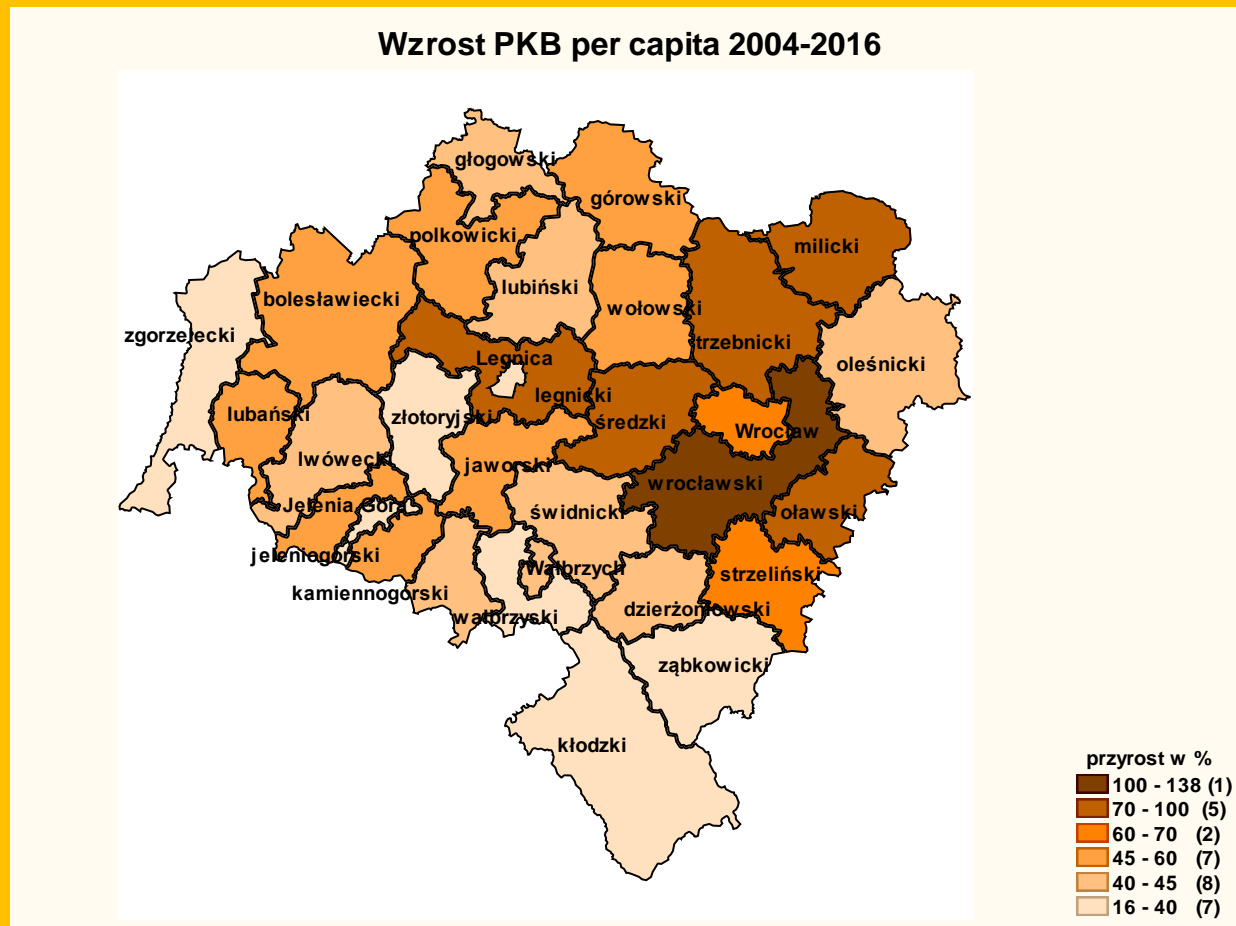 Wzrost PKB per capita 2004-2016
głogowski
górowski
polkowicki
milicki
bolesławiecki
lubiński
wołowski
zgorzelecki
trzebnicki
Legnica
oleśnicki
legnicki
lubański
złotoryjski
średzki
Wrocław
lwówecki
jaworski
wrocławski
Jelenia Góra
świdnicki
oławski
jeleniogórski
Wałbrzych
strzeliński
kamiennogórski
wałbrzyski
dzierżoniowski
ząbkowicki
kłodzki
przyrost w %
100 - 138 (1)
70 - 100 (5)
60 - 70 (2)
45 - 60 (7)
40 - 45 (8)
16 - 40 (7)